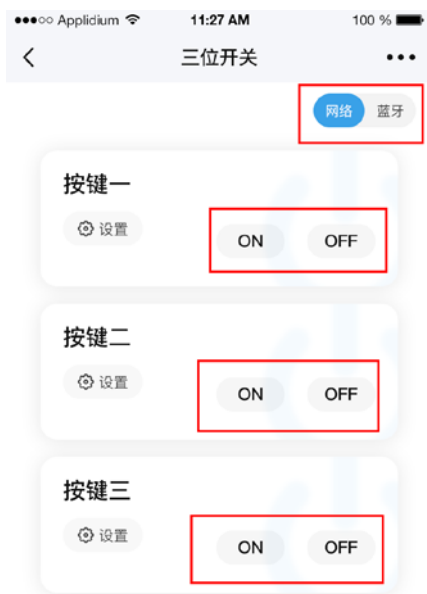 Applidium 11:27 AM 100 %
三位开关
网络 蓝牙
按键一
设置
ON OFF
按键二
设置
ON OFF
按键三
设置
ON OFF